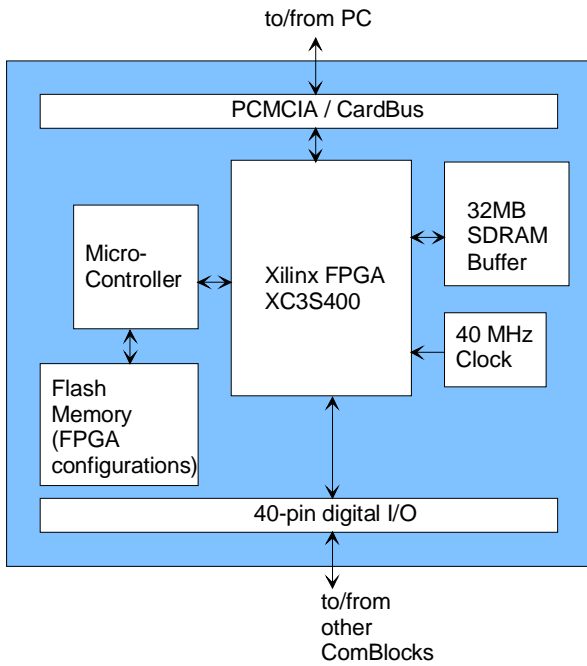 to/from PC
PCMCIA / CardBus
Micro-
Controller
Xilinx FPGA
XC3S400
32MB
SDRAM
Buffer
40 MHz
Clock
Flash
Memory
(FPGA
configurations)
40-pin digital I/O
to/from
other
ComBlocks